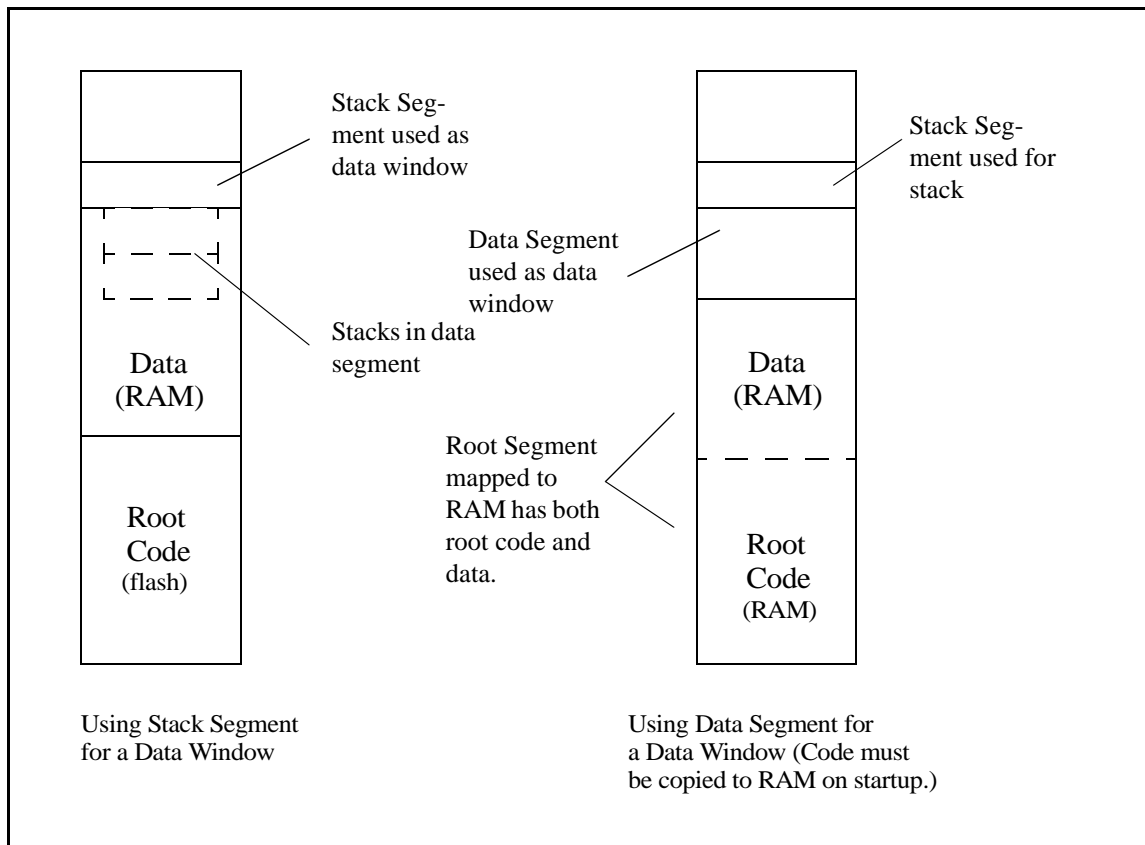 Stack Seg-
ment used as
data window
Stacks in data
segment
Data
(RAM)
Root
Code
(flash)
Using Stack Segment
for a Data Window
Stack Seg-
ment used for
stack
Data Segment
used as data
window
Data
(RAM)
Root Segment
mapped to
RAM has both
root code and
data.
Root
Code
(RAM)
Using Data Segment for
a Data Window (Code must
be copied to RAM on startup.)